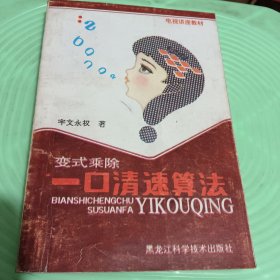 电视讲座教材
宇文永权 著
变式乘除
一口清速算法
BIANSHICHENGCHU
SUSUANFA YIKOUQING
黑龙江科学技术出版社